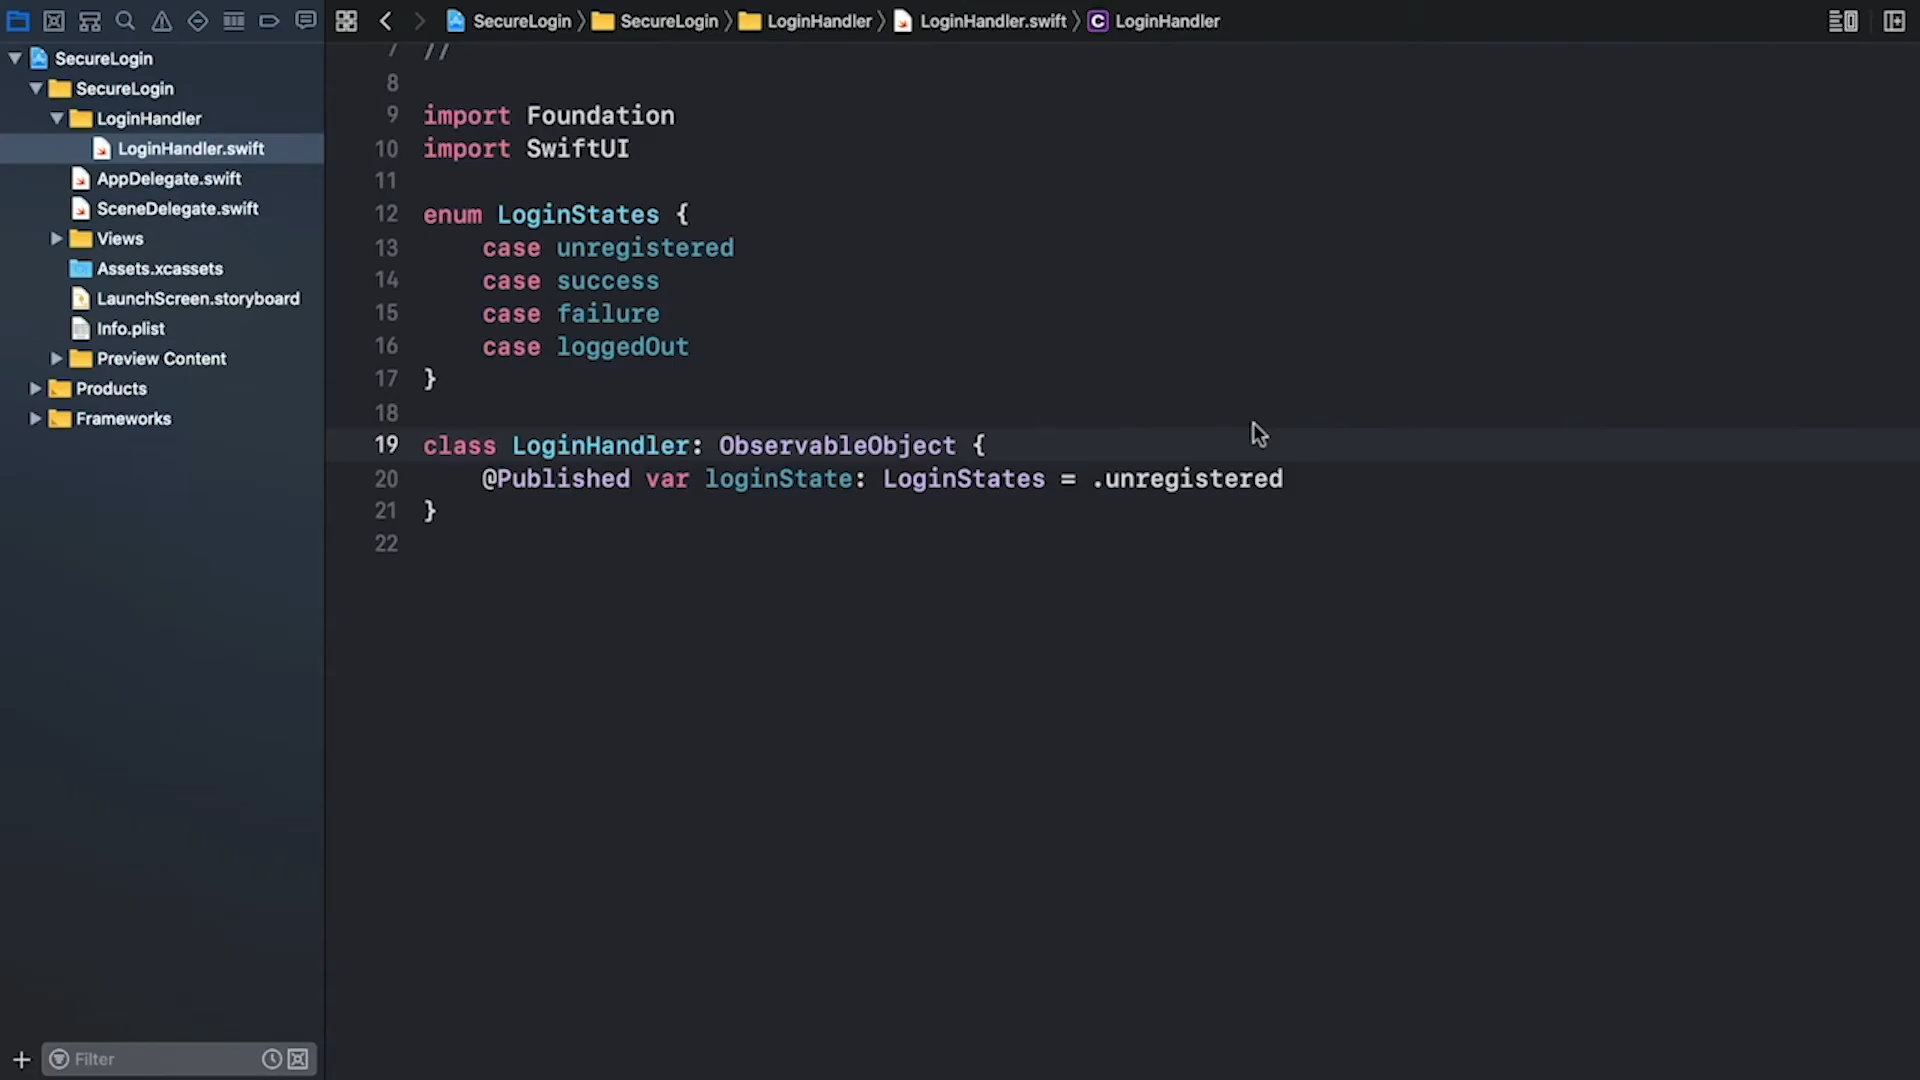 SecureLogin 〉 SecureLogin 〉 LoginHandler 〉 LoginHandler.swift 〉 C LoginHandler
SecureLogin
SecureLogin
LoginHandler
LoginHandler.swift
AppDelegate.swift
SceneDelegate.swift
Views
Assets.xcassets
LaunchScreen.storyboard
Info.plist
Preview Content
Products
Frameworks
Filter
7 //
8
9 import Foundation
10 import SwiftUI
11
12 enum LoginStates {
13     case unregistered
14     case success
15     case failure
16     case loggedOut
17 }
18
19 class LoginHandler: ObservableObject {
20     @Published var loginState: LoginStates = .unregistered
21 }
22